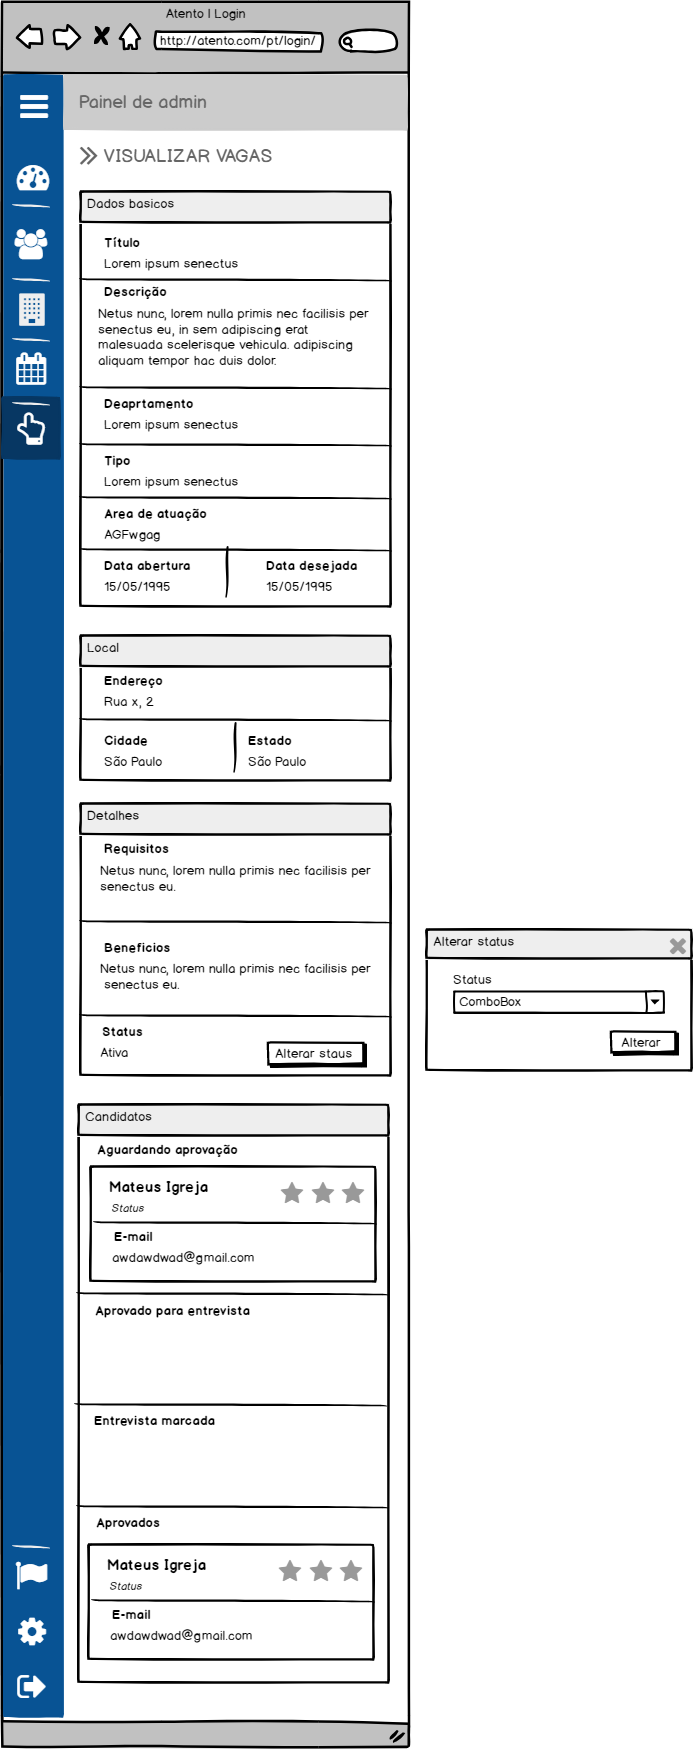 Atento | Login
http://atento.com/pt/login/
Painel de admin
VISUALIZAR VAGAS
Dados basicos
Título
Lorem ipsum senectus
Descrição
Netus nunc, lorem nulla primis nec facilisis per
senectus eu, in sem adipiscing erat
malesuada scelerisque vehicula. adipiscing
aliquam tempor hac duis dolor.
Deaprtamento
Lorem ipsum senectus
Tipo
Lorem ipsum senectus
Area de atuação
AGFwgag
Data abertura
15/05/1995
Data desejada
15/05/1995
Local
Endereço
Rua x, 2
Cidade
São Paulo
Estado
São Paulo
Detalhes
Requisitos
Netus nunc, lorem nulla primis nec facilisis per
senectus eu.
Beneficios
Netus nunc, lorem nulla primis nec facilisis per
senectus eu.
Status
Ativa
Alterar staus
Alterar status
Status
ComboBox
Alterar
Candidatos
Aguardando aprovação
Mateus Igreja
Status
E-mail
awdawdwad@gmail.com
Aprovado para entrevista
Entrevista marcada
Aprovados
Mateus Igreja
Status
E-mail
awdawdwad@gmail.com